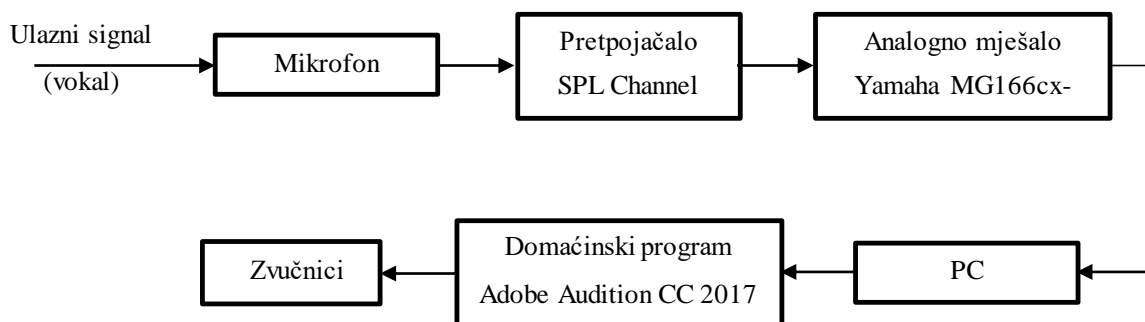 Ulazni signal
(vokal)
Mikrofon
Pretpojačalo
SPL Channel
Analogno mješalo
Yamaha MG166cx-
Zvučnici
Domaćinski program
Adobe Audition CC 2017
PC